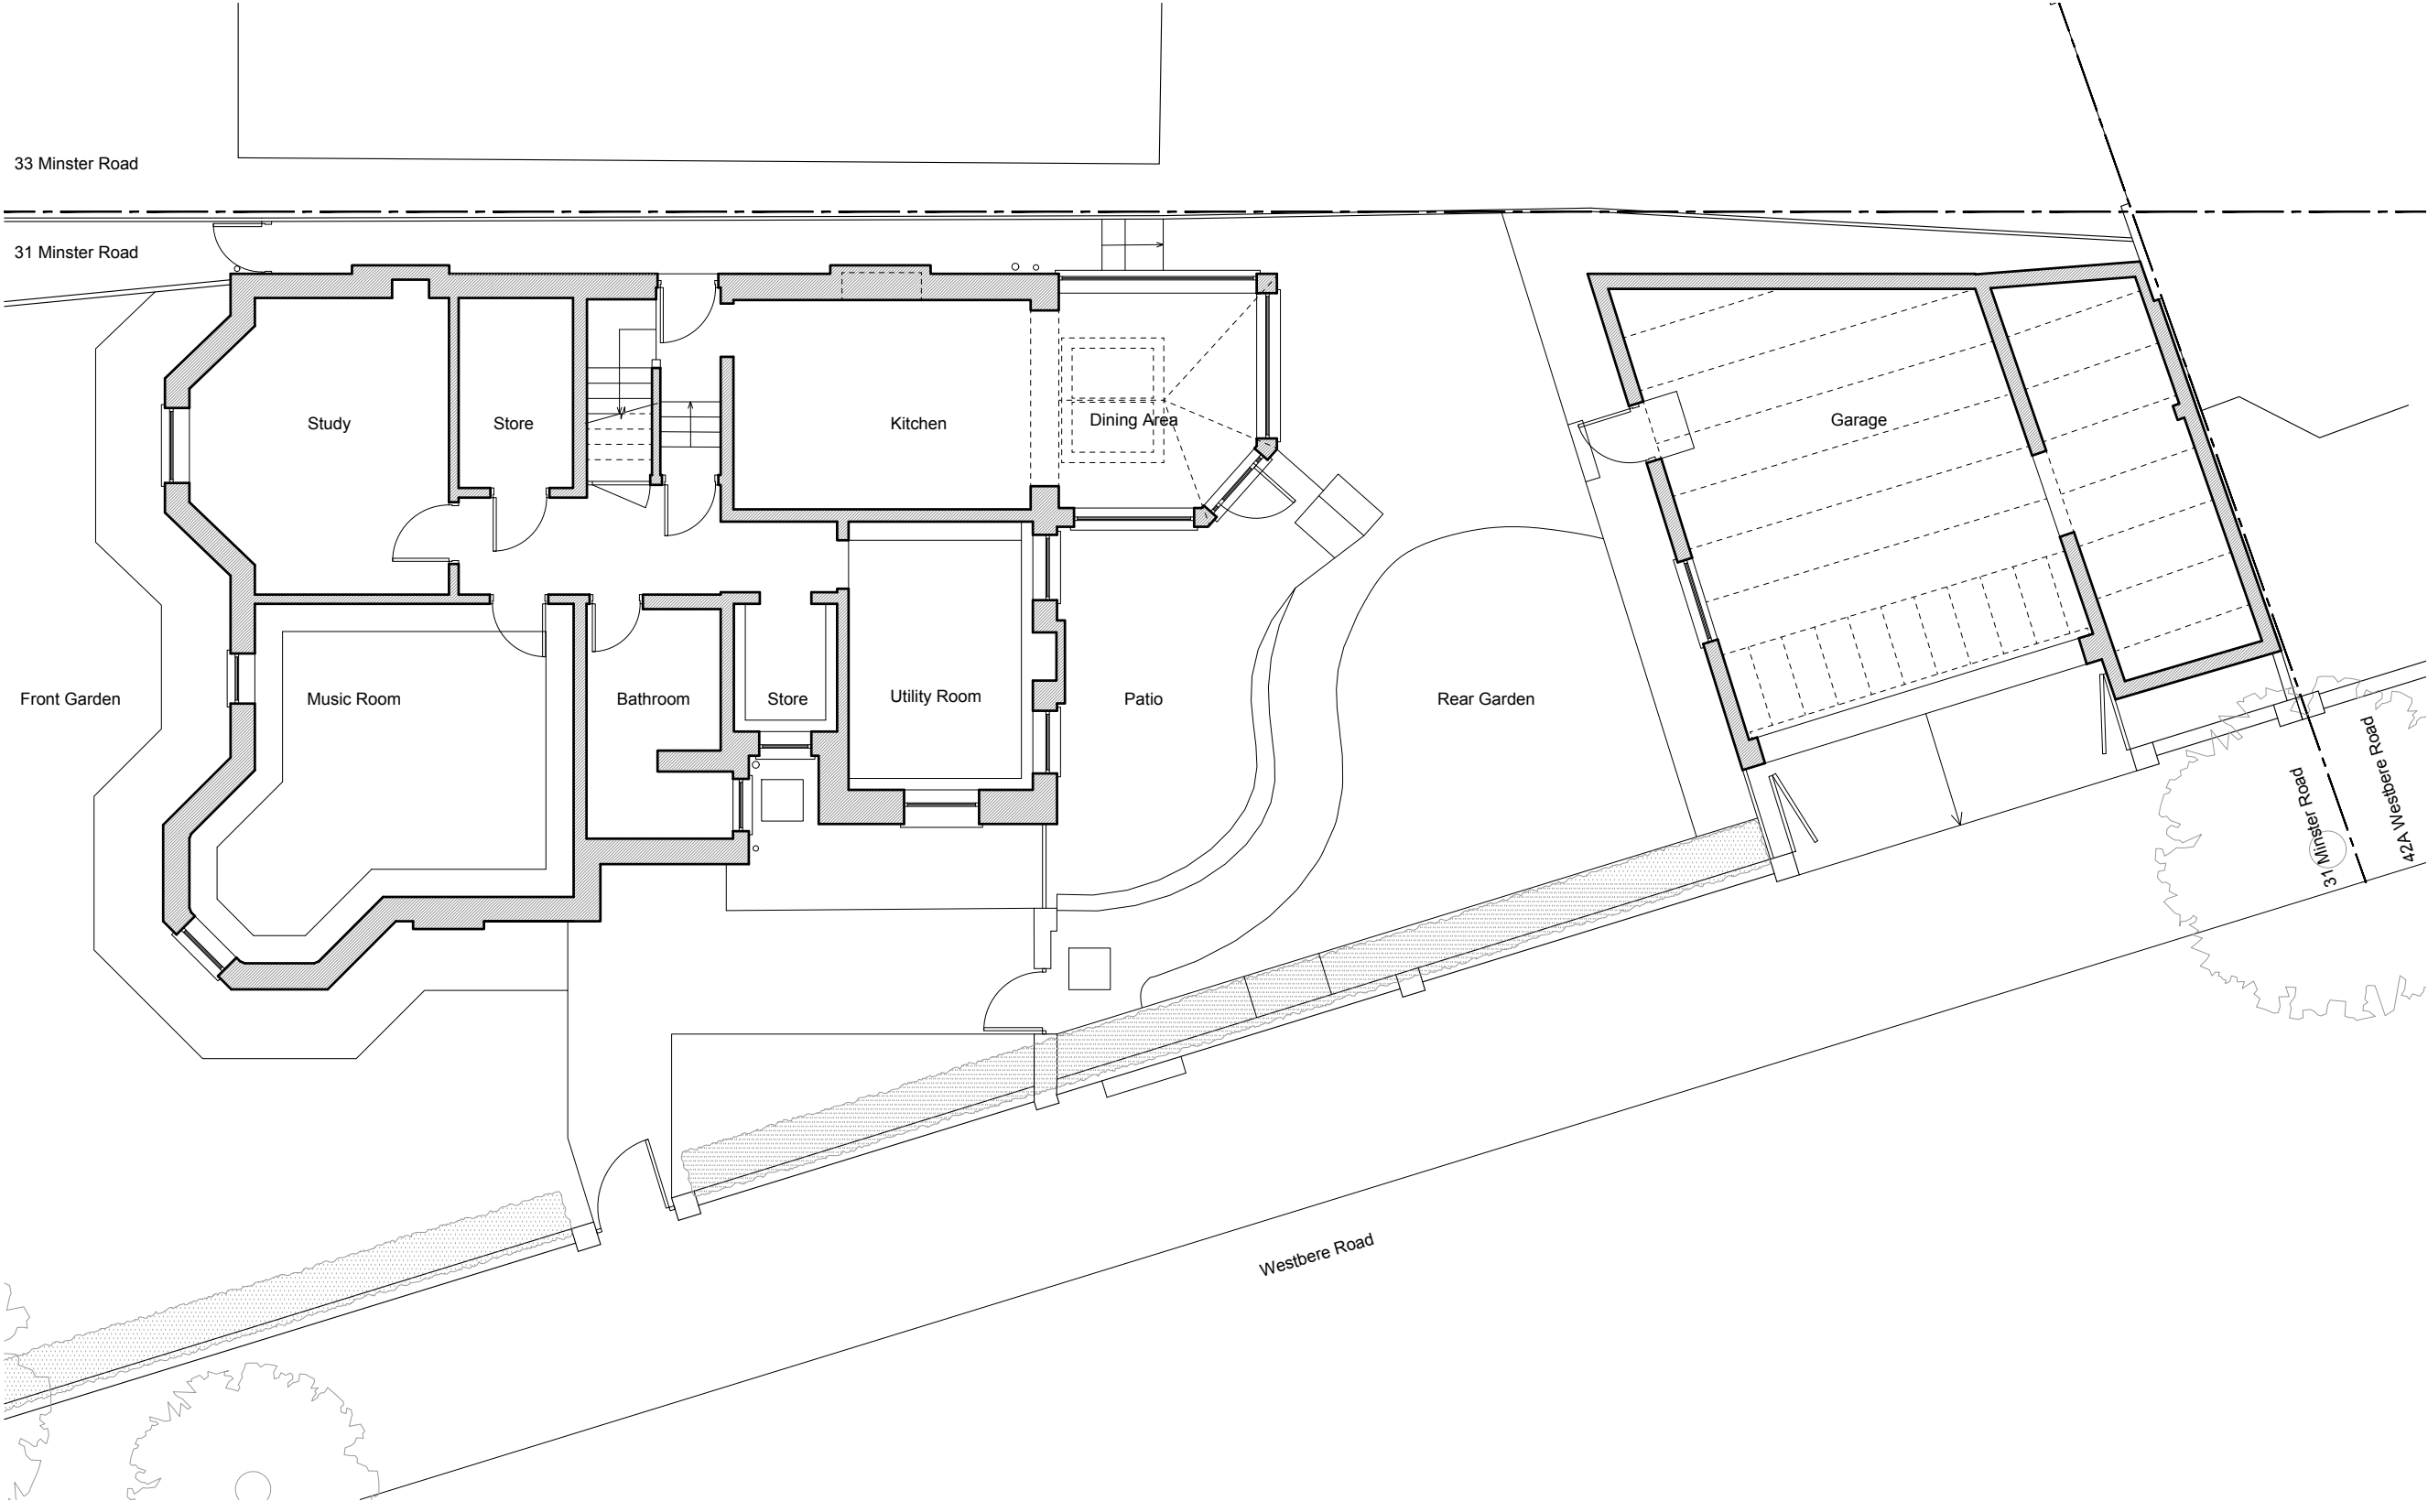 33 Minster Road
31 Minster Road
Study
Store
Kitchen
Dining Area
Garage
Front Garden
Music Room
Bathroom
Store
Utility Room
Patio
Rear Garden
31 Minster Road
42A Westbere Road
Westbere Road